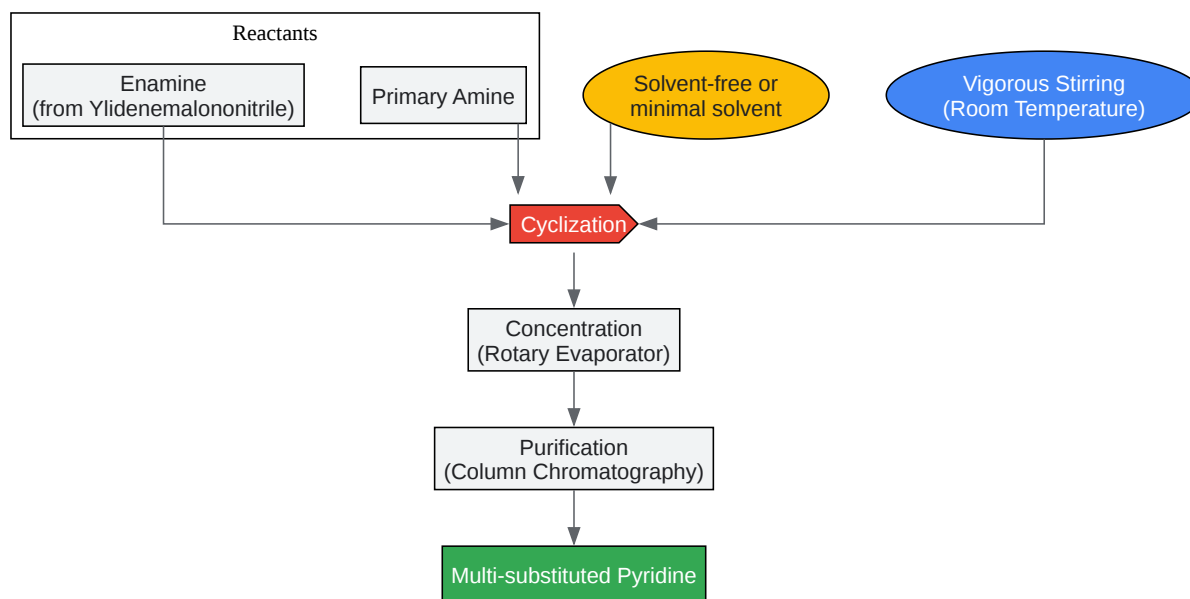 Reactants
Enamine
(from Ylidenemalononitrile)
Primary Amine
Solvent-free or
minimal solvent
Vigorous Stirring
(Room Temperature)
Cyclization
Concentration
(Rotary Evaporator)
Purification
(Column Chromatography)
Multi-substituted Pyridine